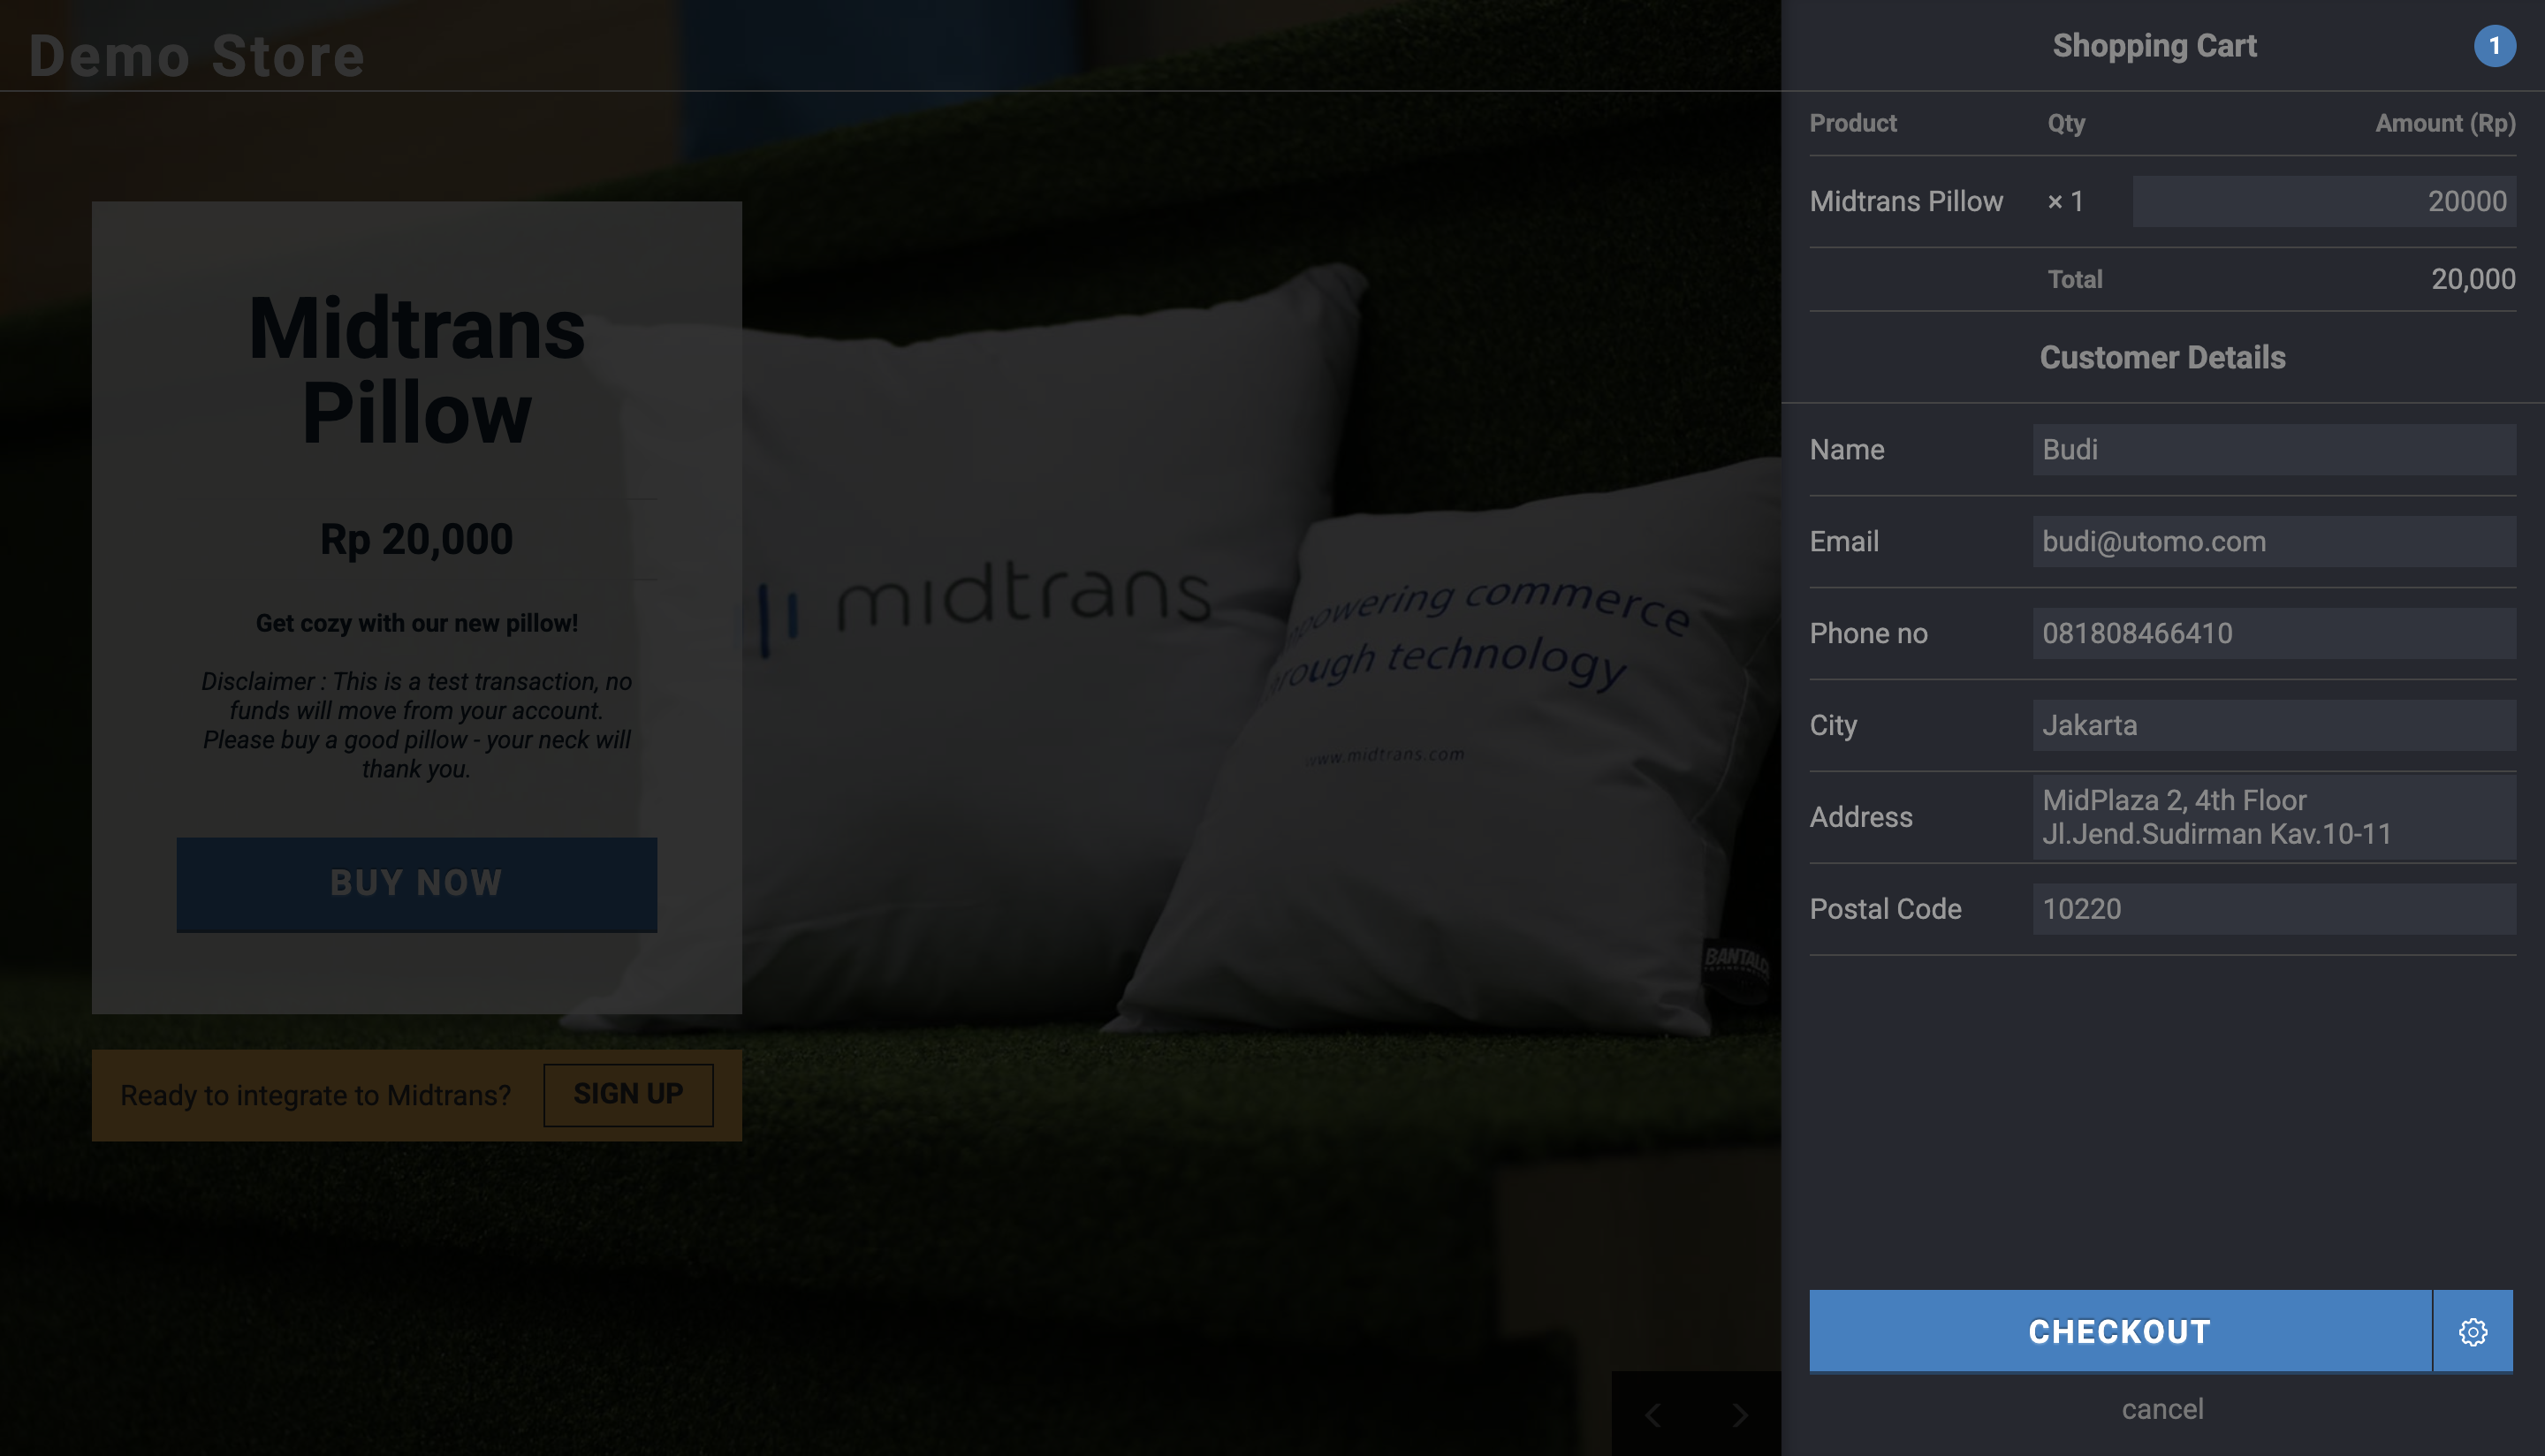 Demo Store
Midtrans
Pillow
Rp 20,000
Get cozy with our new pillow!
Disclaimer : This is a test transaction, no
funds will move from your account.
Please buy a good pillow - your neck will
thank you.
BUY NOW
Ready to integrate to Midtrans?
SIGN UP
midtrans
powering commerce
rough technology
www.midtrans.com
Shopping Cart
1
Product Qty Amount (Rp)
Midtrans Pillow × 1 20000
Total 20,000
Customer Details
Name Budi
Email budi@utomo.com
Phone no 081808466410
City Jakarta
Address MidPlaza 2, 4th Floor
Jl.Jend.Sudirman Kav.10-11
Postal Code 10220
CHECKOUT
cancel